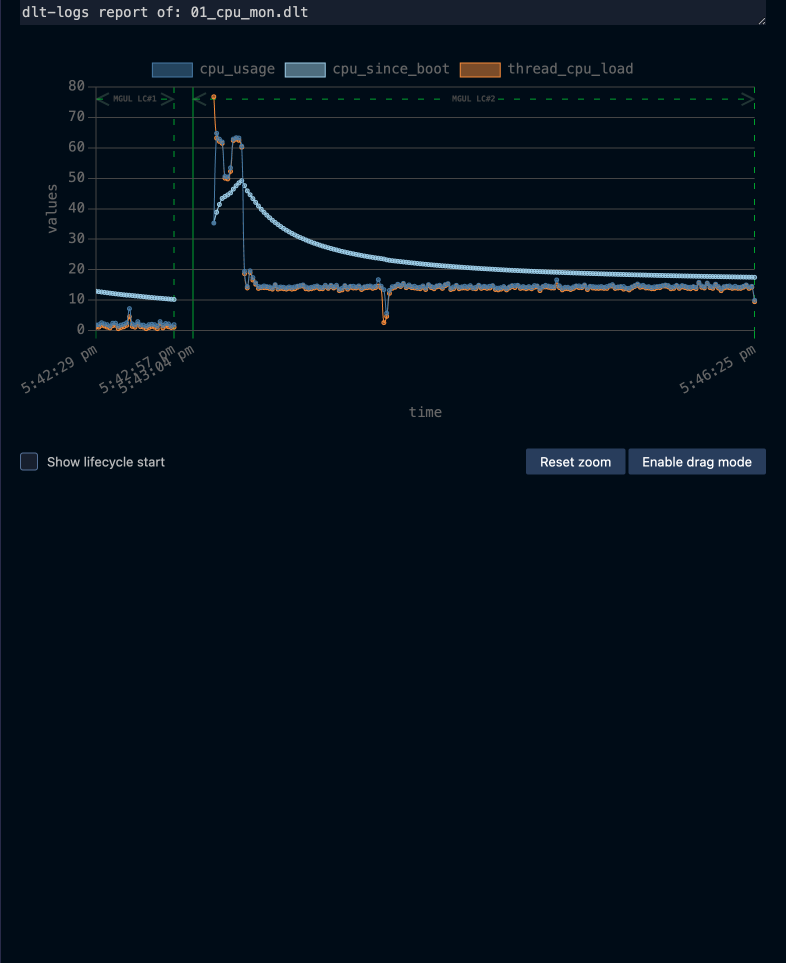 dlt-logs report of: 01_cpu_mon.dlt
cpu_usage cpu_since_boot thread_cpu_load
80
MGUL LC#1 MGUL LC#2
70
60
50
values
40
30
20
10
0
5:42:29 pm 5:42:57 pm 5:43:04 pm 5:46:25 pm
time
Show lifecycle start Reset zoom Enable drag mode